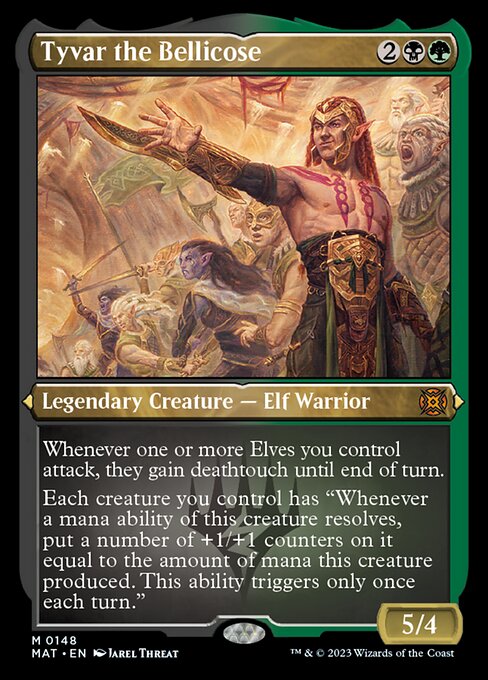 Tyvar the Bellicose 2
Legendary Creature — Elf Warrior
Whenever one or more Elves you control
attack, they gain deathtouch until end of turn.
Each creature you control has “Whenever
a mana ability of this creature resolves,
put a number of +1/+1 counters on it
equal to the amount of mana this creature
produced. This ability triggers only once
each turn.”
5/4
M 0148
MAT • EN Jarel Threat ™ & © 2023 Wizards of the Coast